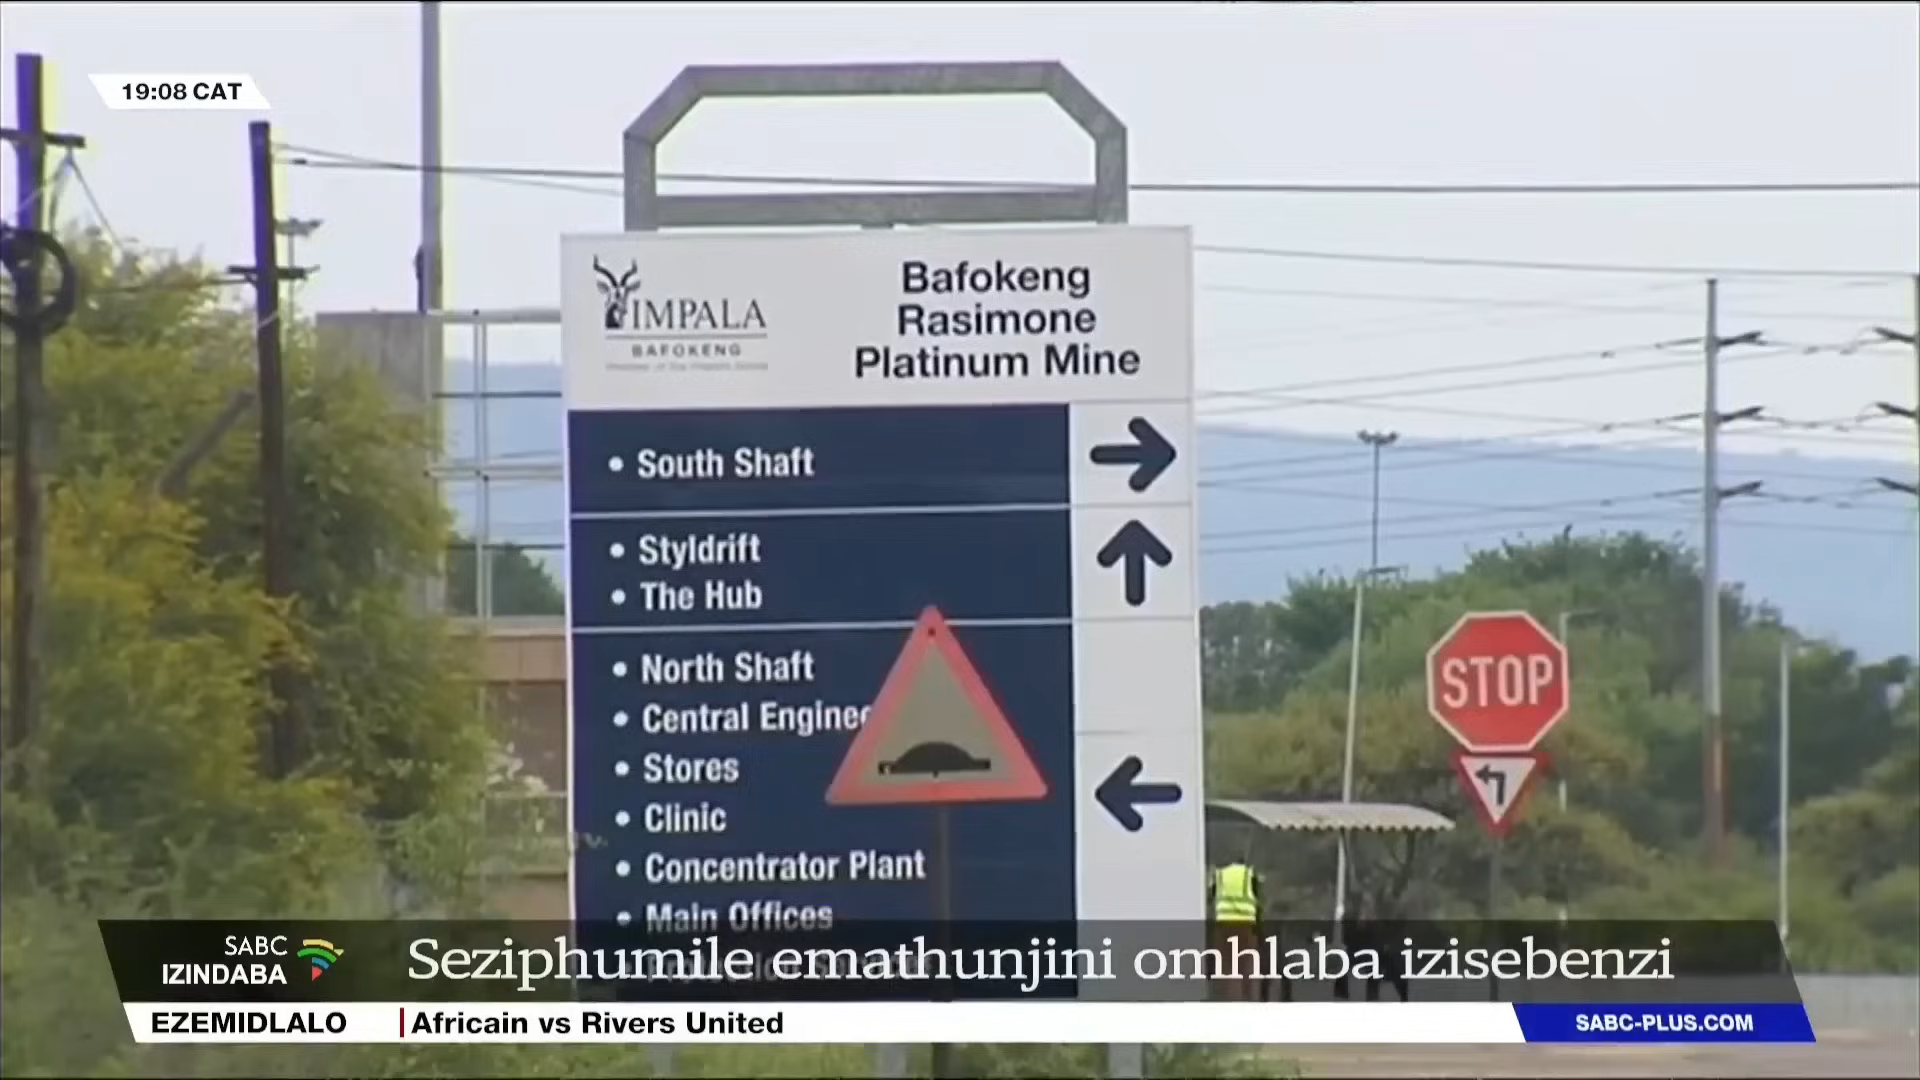 19:08 CAT
IMPALA
BAFOKENG
Bafokeng
Rasimone
Platinum Mine
• South Shaft
• Styldrift
• The Hub
• North Shaft
• Central Enginee
• Stores
• Clinic
• Concentrator Plant
• Main Offices
STOP
SABC
IZINDABA
Seziphumile emathunjini omhlaba izisebenzi
EZEMIDLALO
Africain vs Rivers United
SABC-PLUS.COM